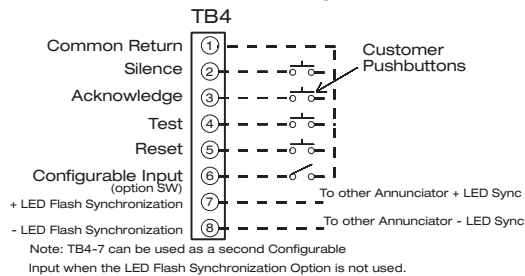 TB4
Common Return 1
Customer
Pushbuttons
Silence 2
Acknowledge 3
Test 4
Reset 5
Configurable Input 6
(option SW)
To other Annunciator + LED Sync
+ LED Flash Synchronization 7
To other Annunciator - LED Sync
- LED Flash Synchronization 8
Note: TB4-7 can be used as a second Configurable
Input when the LED Flash Synchronization Option is not used.